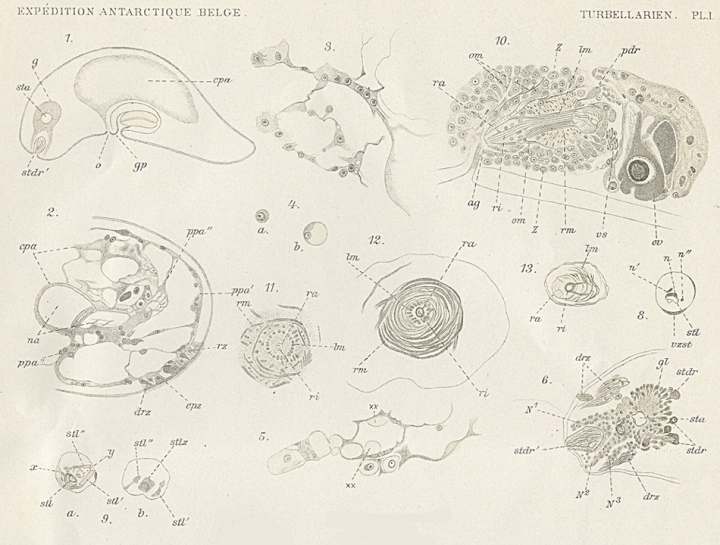 EXPÉDITION ANTARCTIQUE BELGE.
TURBELLARIEN. PL.I.
1.
g
sta
cpa
stdr'
o
gp
3.
10.
om
Z
lm
pdr
ra
ag
ri
om
Z
rm
vs
ov
2.
cpa
ppa"
ppa'
na
ppa"
rz
epz
drz
4.
a.
b.
11.
rm
ra
lm
ri
12.
lm
ra
rm
ri
13.
lm
ra
ri
n'
n
n"
8.
stl
vzst
5.
xx
xx
6.
drz
gl
stdr
N1
sta
stdr'
stdr
N2
N3
drz
stl"
x
y
stl
stl'
a.
9.
stl"
stlz
b.
stl'